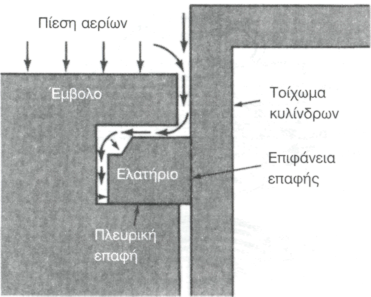 Πίεση αερίων
Έμβολο
Τοίχωμα
κυλίνδρων
Ελατήριο
Επιφάνεια
επαφής
Πλευρική
επαφή